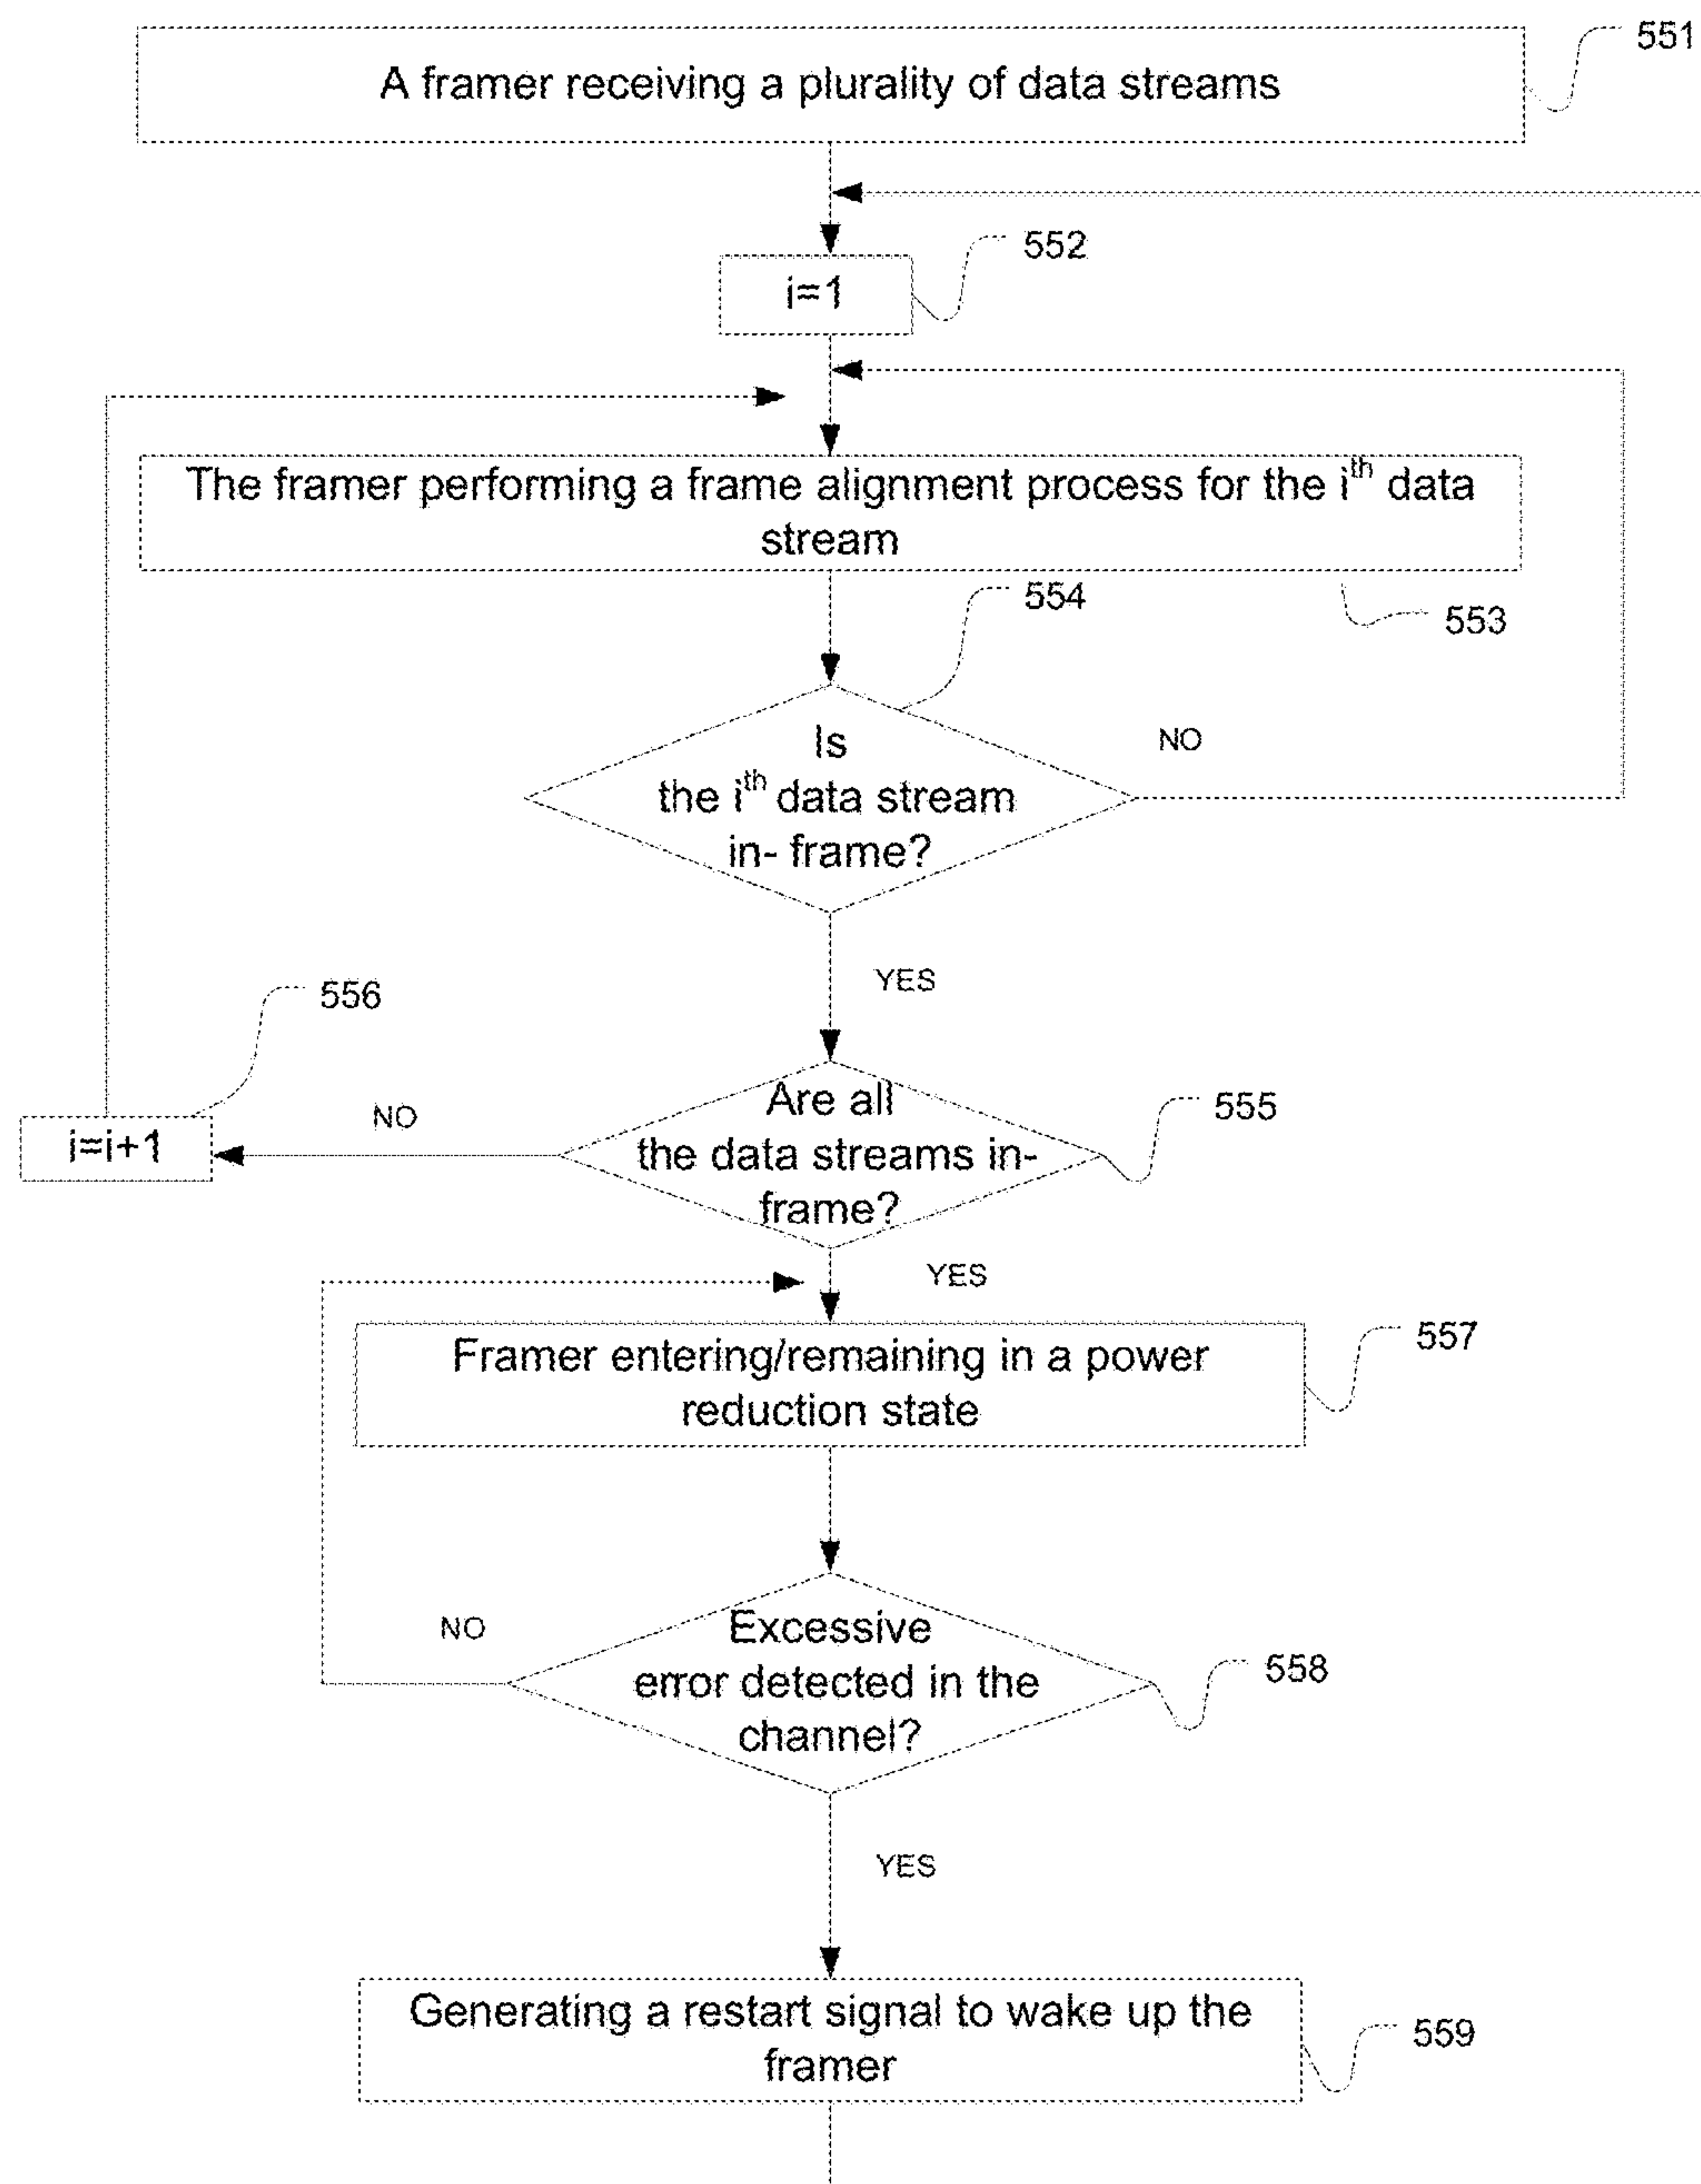 551
A framer receiving a plurality of data streams
552
i=1
The framer performing a frame alignment process for the ith data
stream
554
553
Is
the ith data stream
in- frame?
NO
YES
556
Are all
the data streams in-
frame?
555
NO
i=i+1
YES
Framer entering/remaining in a power
reduction state
557
Excessive
error detected in the
channel?
NO
558
YES
Generating a restart signal to wake up the
framer
559